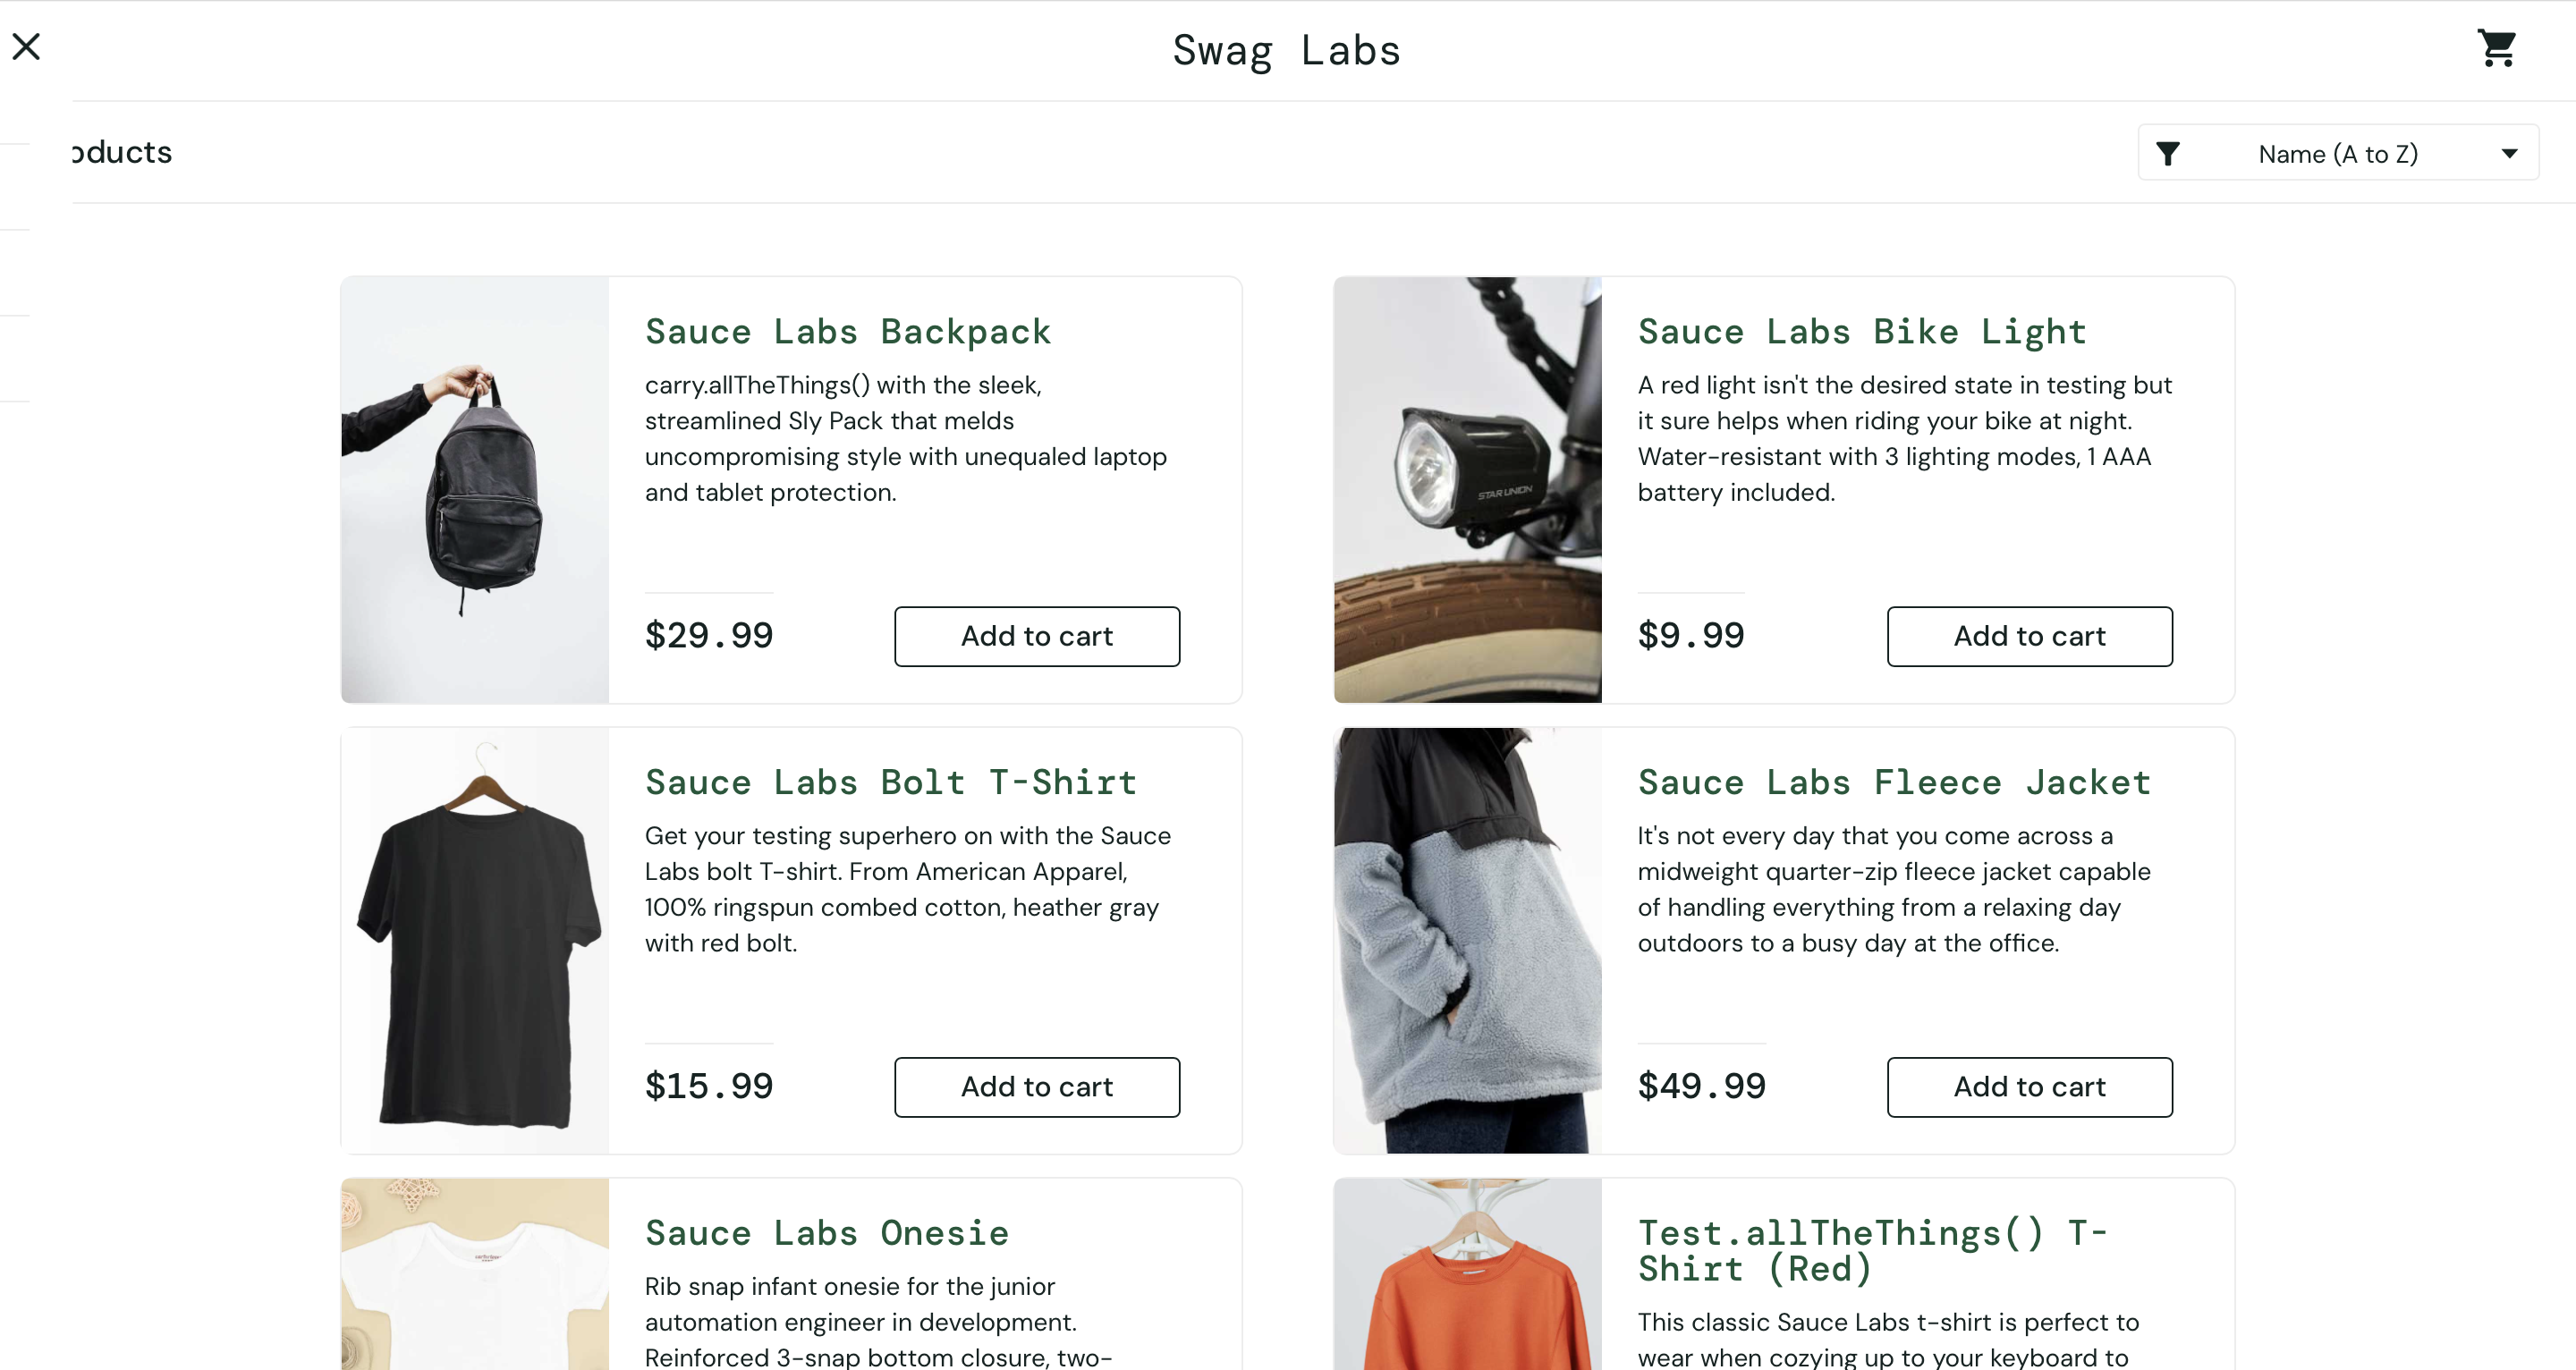 Swag Labs
oducts
Name (A to Z)
Sauce Labs Backpack
carry.allTheThings() with the sleek,
streamlined Sly Pack that melds
uncompromising style with unequaled laptop
and tablet protection.
$29.99
Add to cart
STAR UNION
Sauce Labs Bike Light
A red light isn't the desired state in testing but
it sure helps when riding your bike at night.
Water-resistant with 3 lighting modes, 1 AAA
battery included.
$9.99
Add to cart
Sauce Labs Bolt T-Shirt
Get your testing superhero on with the Sauce
Labs bolt T-shirt. From American Apparel,
100% ringspun combed cotton, heather gray
with red bolt.
$15.99
Add to cart
Sauce Labs Fleece Jacket
It's not every day that you come across a
midweight quarter-zip fleece jacket capable
of handling everything from a relaxing day
outdoors to a busy day at the office.
$49.99
Add to cart
Sauce Labs Onesie
Rib snap infant onesie for the junior
automation engineer in development.
Reinforced 3-snap bottom closure, two-
Test.allTheThings() T-
Shirt (Red)
This classic Sauce Labs t-shirt is perfect to
wear when cozying up to your keyboard to